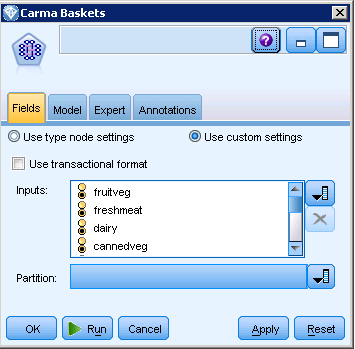 Carma Baskets
?
Fields Model Expert Annotations
Use type node settings Use custom settings
Use transactional format
Inputs: fruitveg
freshmeat
dairy
cannedveg
Partition:
OK Run Cancel Apply Reset